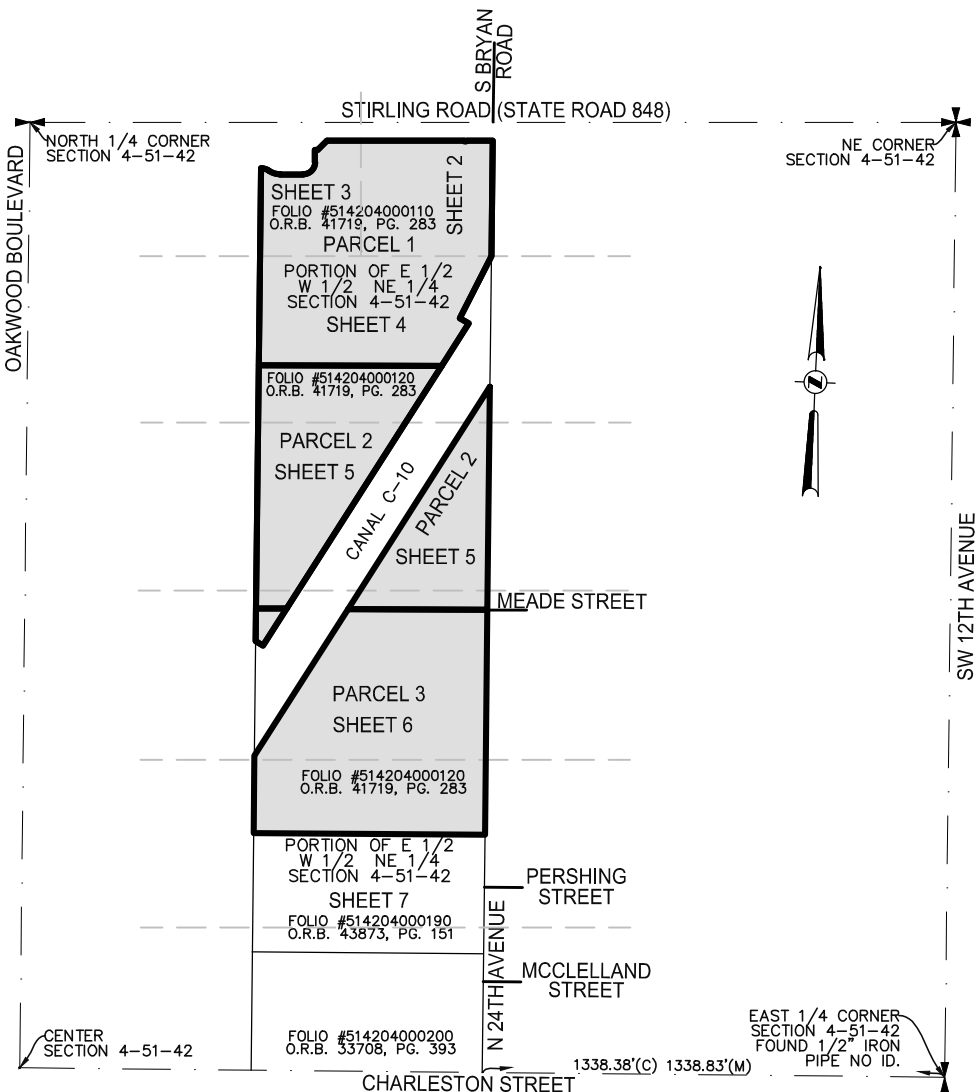 S BRYAN
ROAD
STIRLING ROAD (STATE ROAD 848)
NORTH 1/4 CORNER
SECTION 4-51-42
NE CORNER
SECTION 4-51-42
OAKWOOD BOULEVARD
SHEET 2
SHEET 3
FOLIO #514204000110
O.R.B. 41719, PG. 283
PARCEL 1
PORTION OF E 1/2
W 1/2 NE 1/4
SECTION 4-51-42
SHEET 4
FOLIO #514204000120
O.R.B. 41719, PG. 283
PARCEL 2
SHEET 5
CANAL C-10
PARCEL 2
SHEET 5
Z
MEADE STREET
SW 12TH AVENUE
PARCEL 3
SHEET 6
FOLIO #514204000120
O.R.B. 41719, PG. 283
PORTION OF E 1/2
W 1/2 NE 1/4
SECTION 4-51-42
SHEET 7
FOLIO #514204000190
O.R.B. 43873, PG. 151
PERSHING
STREET
N 24TH AVENUE
MCCLELLAND
STREET
CENTER
SECTION 4-51-42
FOLIO #514204000200
O.R.B. 33708, PG. 393
EAST 1/4 CORNER
SECTION 4-51-42
FOUND 1/2" IRON
PIPE NO ID.
1338.38'(C) 1338.83'(M)
CHARLESTON STREET